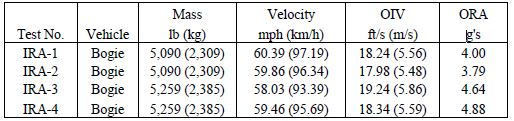 Mass Velocity OIV ORA
Test No. Vehicle lb (kg) mph (km/h) ft/s (m/s) g's
IRA-1 Bogie 5,090 (2,309) 60.39 (97.19) 18.24 (5.56) 4.00
IRA-2 Bogie 5,090 (2,309) 59.86 (96.34) 17.98 (5.48) 3.79
IRA-3 Bogie 5,259 (2,385) 58.03 (93.39) 19.24 (5.86) 4.64
IRA-4 Bogie 5,259 (2,385) 59.46 (95.69) 18.34 (5.59) 4.88